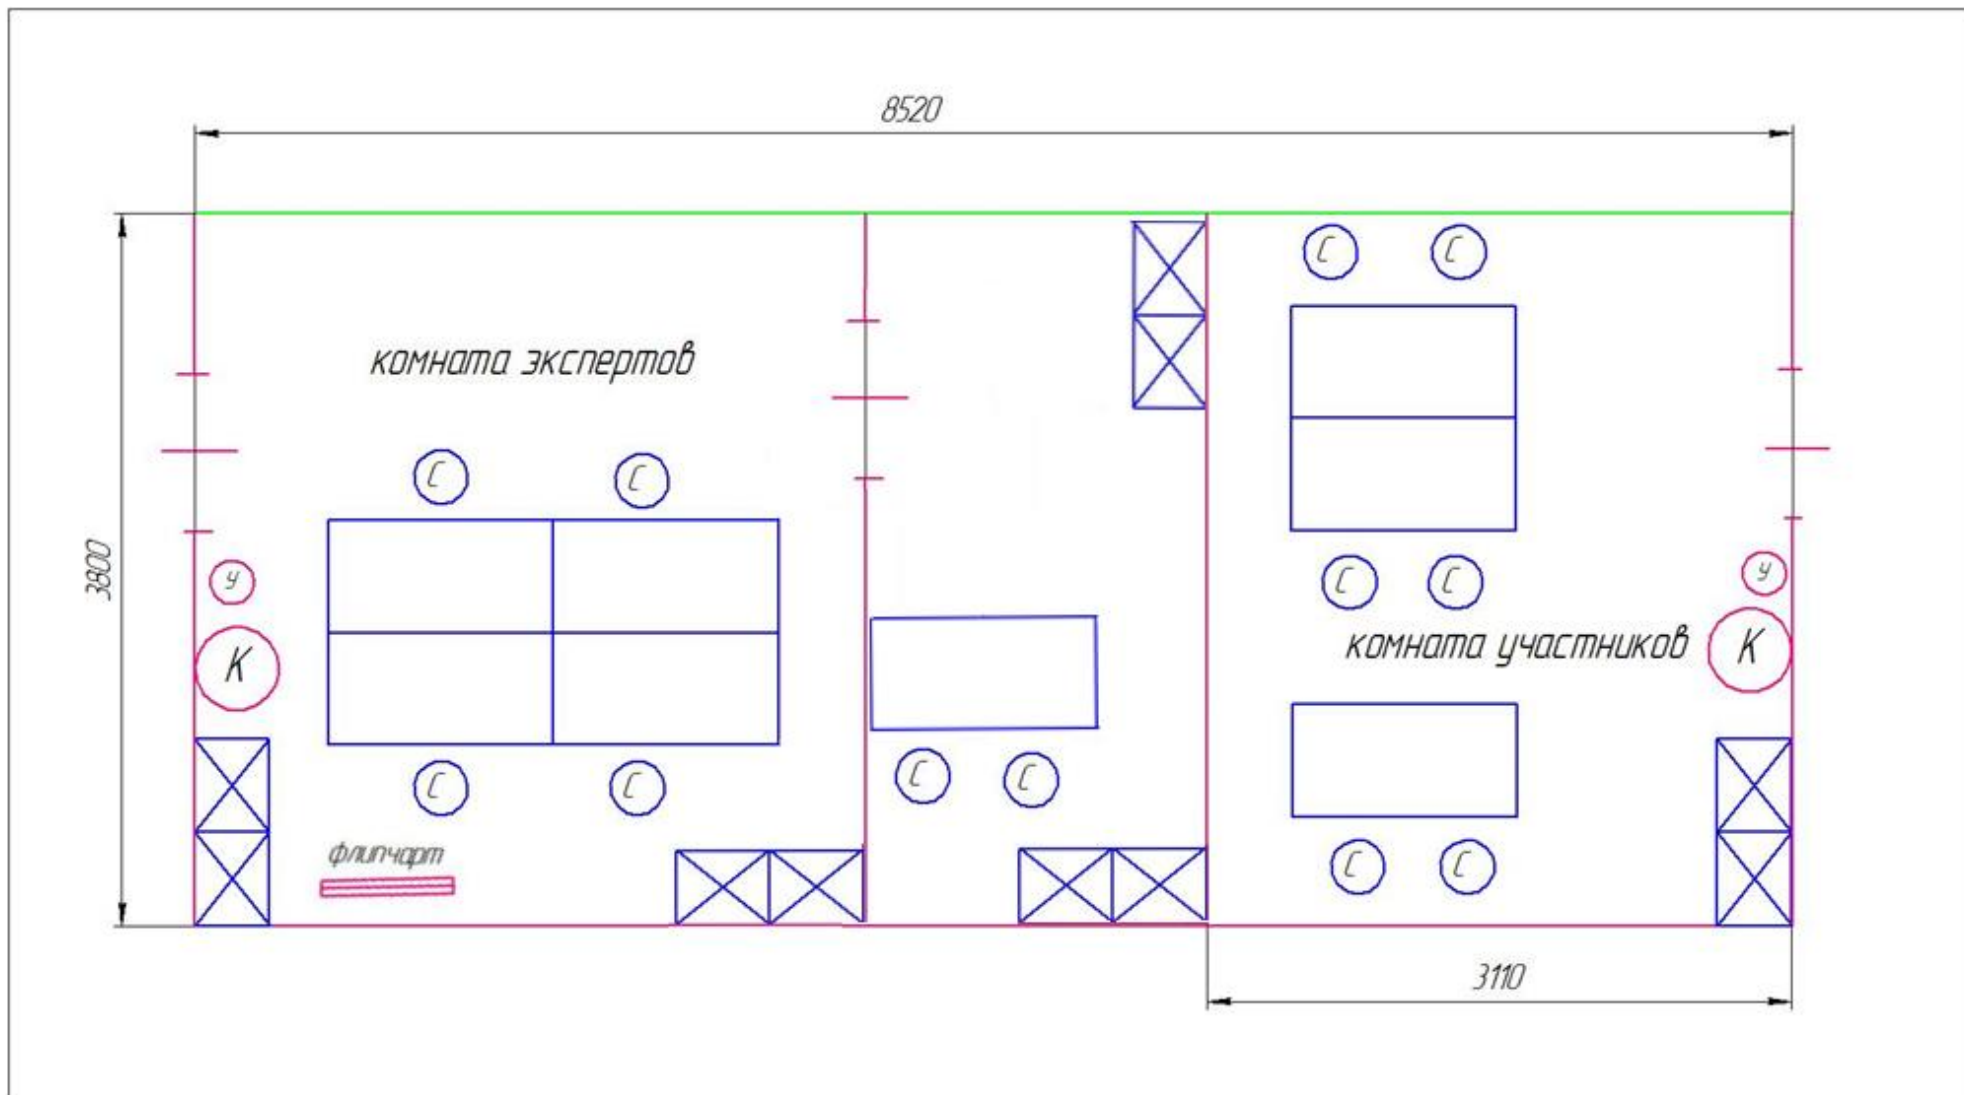 8520
С С
комната экспертов
С С
3800
У У
С С
К комната участников К
С С
С С
флипчарт
С С
3110